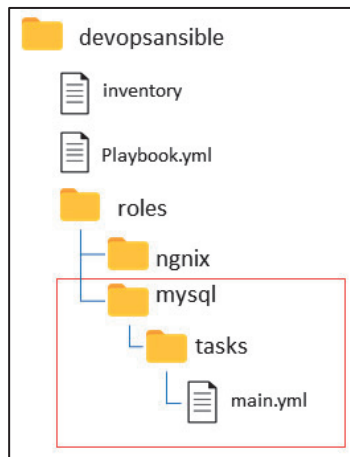 devopsansible
inventory
Playbook.yml
roles
ngnix
mysql
tasks
main.yml